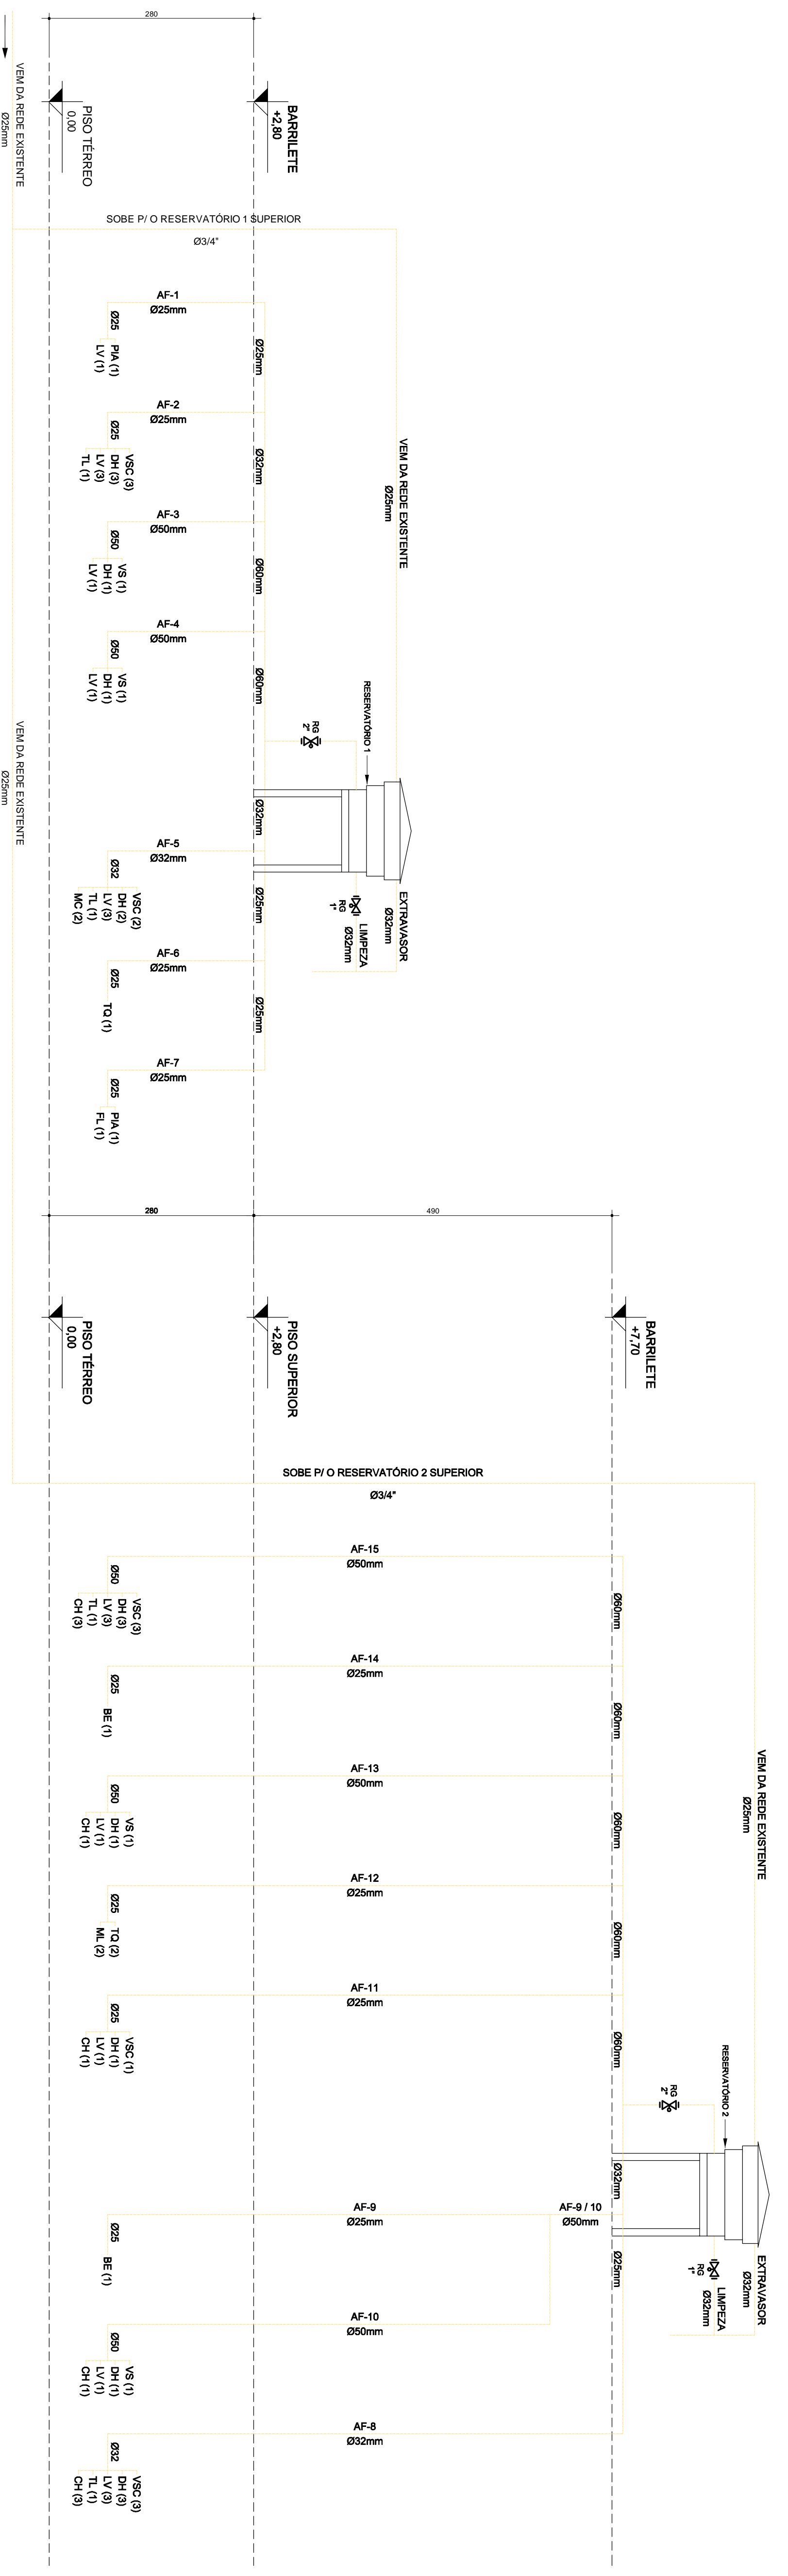 280
BARRILETE
+2,80
PISO TÉRREO
0,00
VEM DA REDE EXISTENTE
Ø25mm
SOBE P/ O RESERVATÓRIO 1 SUPERIOR
Ø3/4"
VEM DA REDE EXISTENTE
Ø25mm
AF-1
Ø25mm
Ø25
PIA (1)
LV (1)
Ø25mm
AF-2
Ø25mm
Ø25
VSC (3)
DH (3)
LV (3)
TL (1)
Ø32mm
AF-3
Ø50mm
Ø50
VS (1)
DH (1)
LV (1)
Ø60mm
AF-4
Ø50mm
Ø50
VS (1)
DH (1)
LV (1)
Ø60mm
RG
2"
RESERVATÓRIO 1
Ø32mm
EXTRAVASOR
Ø32mm
LIMPEZA
Ø32mm
RG
1"
AF-5
Ø32mm
Ø32
VSC (2)
DH (2)
LV (3)
TL (1)
MC (2)
Ø25mm
AF-6
Ø25mm
Ø25
TQ (1)
Ø25mm
AF-7
Ø25mm
Ø25
PIA (1)
FL (1)
VEM DA REDE EXISTENTE
Ø25mm
280
490
BARRILETE
+7,70
PISO SUPERIOR
+2,80
PISO TÉRREO
0,00
SOBE P/ O RESERVATÓRIO 2 SUPERIOR
Ø3/4"
VEM DA REDE EXISTENTE
Ø25mm
AF-15
Ø50mm
Ø50
VSC (3)
DH (3)
LV (3)
TL (1)
CH (3)
Ø60mm
AF-14
Ø25mm
Ø25
BE (1)
Ø60mm
AF-13
Ø50mm
Ø50
VS (1)
DH (1)
LV (1)
CH (1)
Ø60mm
AF-12
Ø25mm
Ø25
TQ (2)
ML (2)
Ø60mm
AF-11
Ø25mm
Ø25
VSC (1)
DH (1)
LV (1)
CH (1)
Ø60mm
RG
2"
RESERVATÓRIO 2
Ø32mm
EXTRAVASOR
Ø32mm
LIMPEZA
Ø32mm
RG
1"
AF-9 / 10
Ø50mm
Ø25mm
AF-9
Ø25mm
Ø25
BE (1)
AF-10
Ø50mm
Ø50
VS (1)
DH (1)
LV (1)
CH (1)
AF-8
Ø32mm
Ø32
VSC (3)
DH (3)
LV (3)
TL (1)
CH (3)